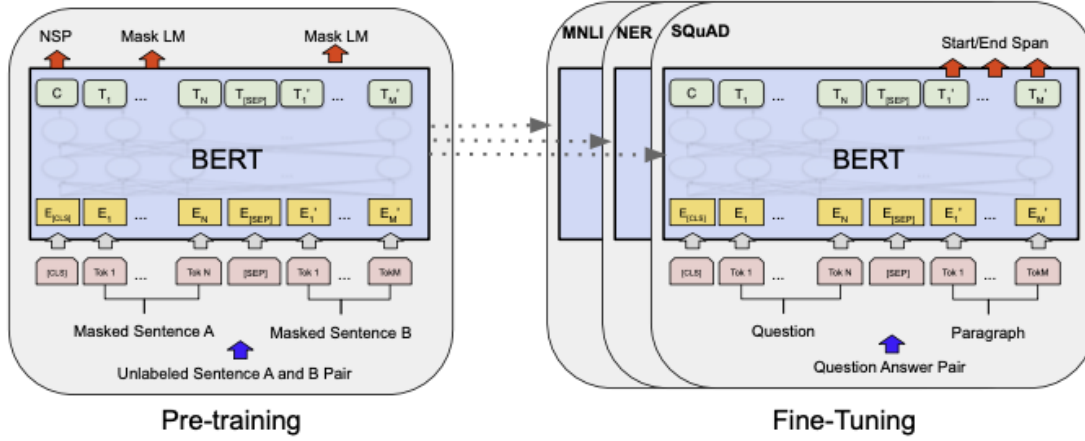 NSP Mask LM Mask LM
C T1 ... TN T[SEP] T1' ... TM'
BERT
E[CLS] E1 ... EN E[SEP] E1' ... EM'
[CLS] Tok 1 ... Tok N [SEP] Tok 1 ... TokM
Masked Sentence A Masked Sentence B
Unlabeled Sentence A and B Pair
Pre-training
MNLI NER SQuAD
Start/End Span
C T1 ... TN T[SEP] T1' ... TM'
BERT
E[CLS] E1 ... EN E[SEP] E1' ... EM'
[CLS] Tok 1 ... Tok N [SEP] Tok 1 ... TokM
Question Paragraph
Question Answer Pair
Fine-Tuning